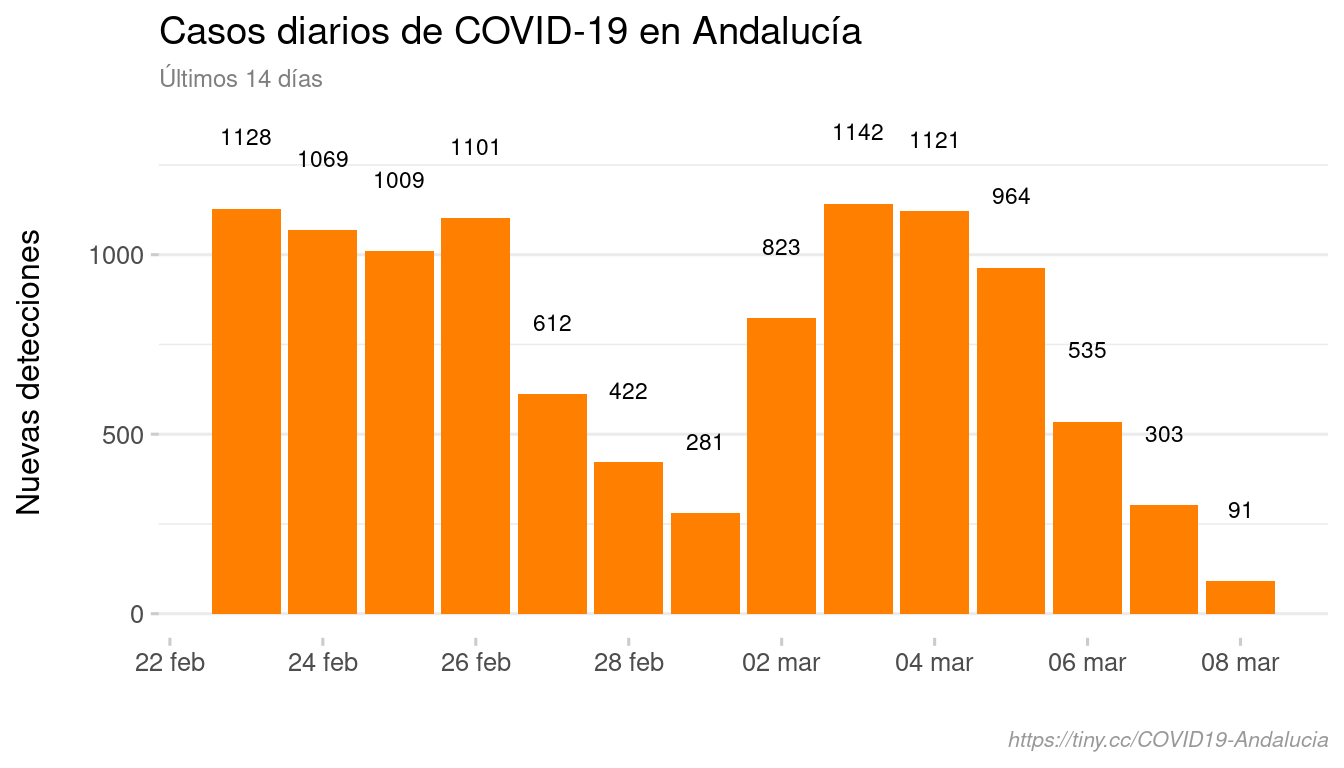 Casos diarios de COVID-19 en Andalucía
Últimos 14 días
1128
1069
1009
1101
612
422
281
823
1142
1121
964
535
303
91
Nuevas detecciones
1000
500
0
22 feb
24 feb
26 feb
28 feb
02 mar
04 mar
06 mar
08 mar
https://tiny.cc/COVID19-Andalucia